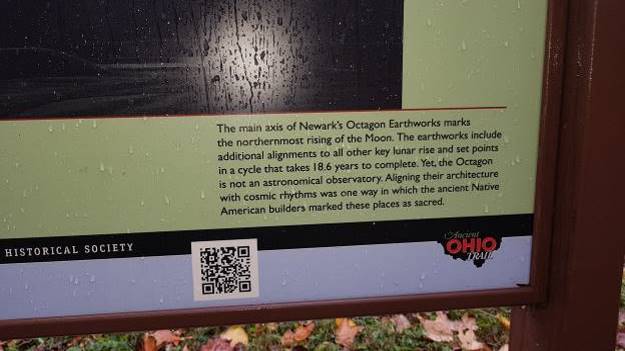 The main axis of Newark's Octagon Earthworks marks
the northernmost rising of the Moon. The earthworks include
additional alignments to all other key lunar rise and set points
in a cycle that takes 18.6 years to complete. Yet, the Octagon
is not an astronomical observatory. Aligning their architecture
with cosmic rhythms was one way in which the ancient Native
American builders marked these places as sacred.
HISTORICAL SOCIETY
Ancient
OHIO
TRAIL